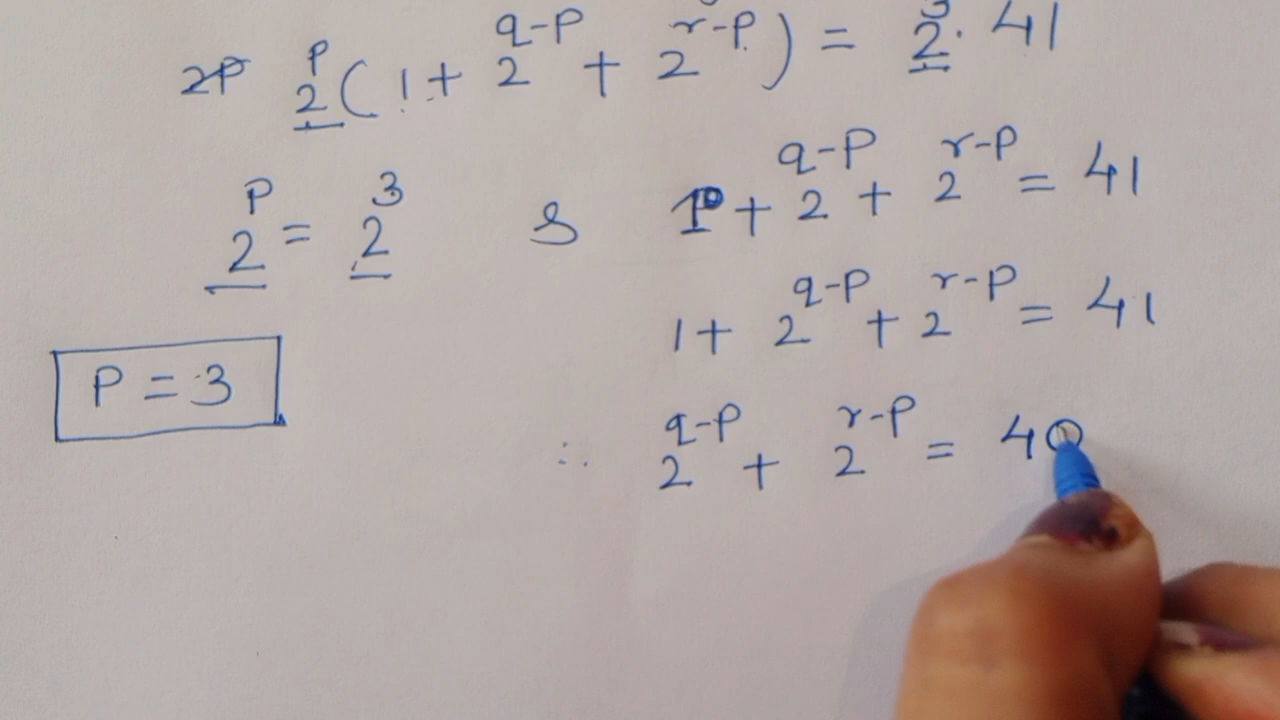 2P 2^p (1 + 2^{q-p} + 2^{r-p}) = 2^3 . 41
2^p = 2^3 & 1 + 2^{q-p} + 2^{r-p} = 41
1 + 2^{q-p} + 2^{r-p} = 41
P = 3
∴ 2^{q-p} + 2^{r-p} = 40